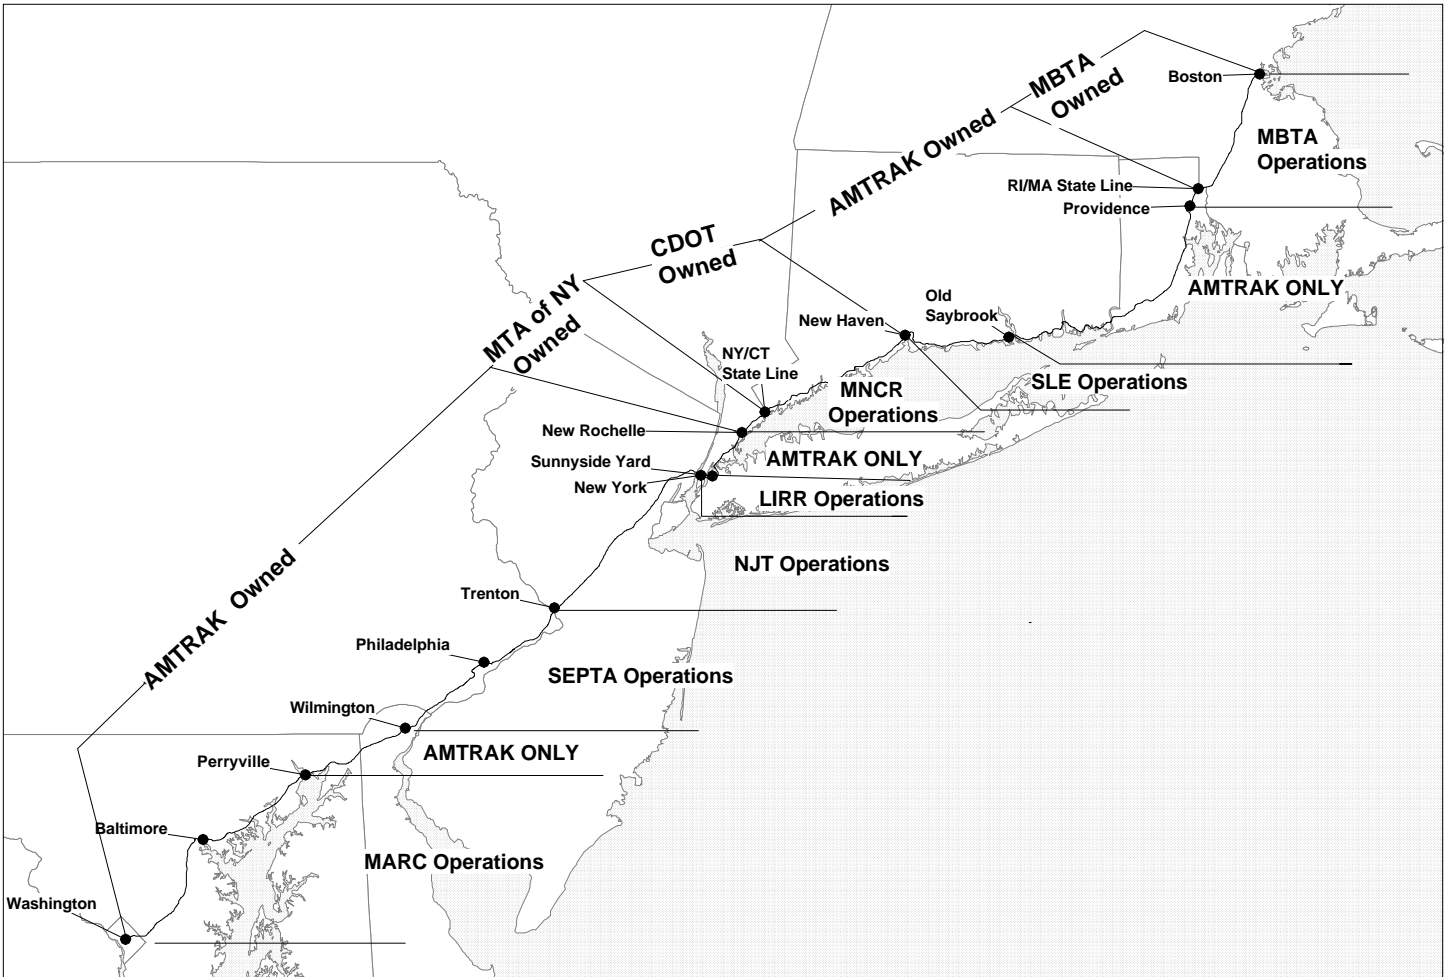 MBTA
Owned
Boston
MBTA
Operations
AMTRAK Owned
RI/MA State Line
Providence
CDOT
Owned
AMTRAK ONLY
MTA of NY
Owned
Old
Saybrook
New Haven
NY/CT
State Line
SLE Operations
MNCR
Operations
New Rochelle
AMTRAK ONLY
Sunnyside Yard
New York
LIRR Operations
NJT Operations
AMTRAK Owned
Trenton
Philadelphia
SEPTA Operations
Wilmington
AMTRAK ONLY
Perryville
Baltimore
MARC Operations
Washington